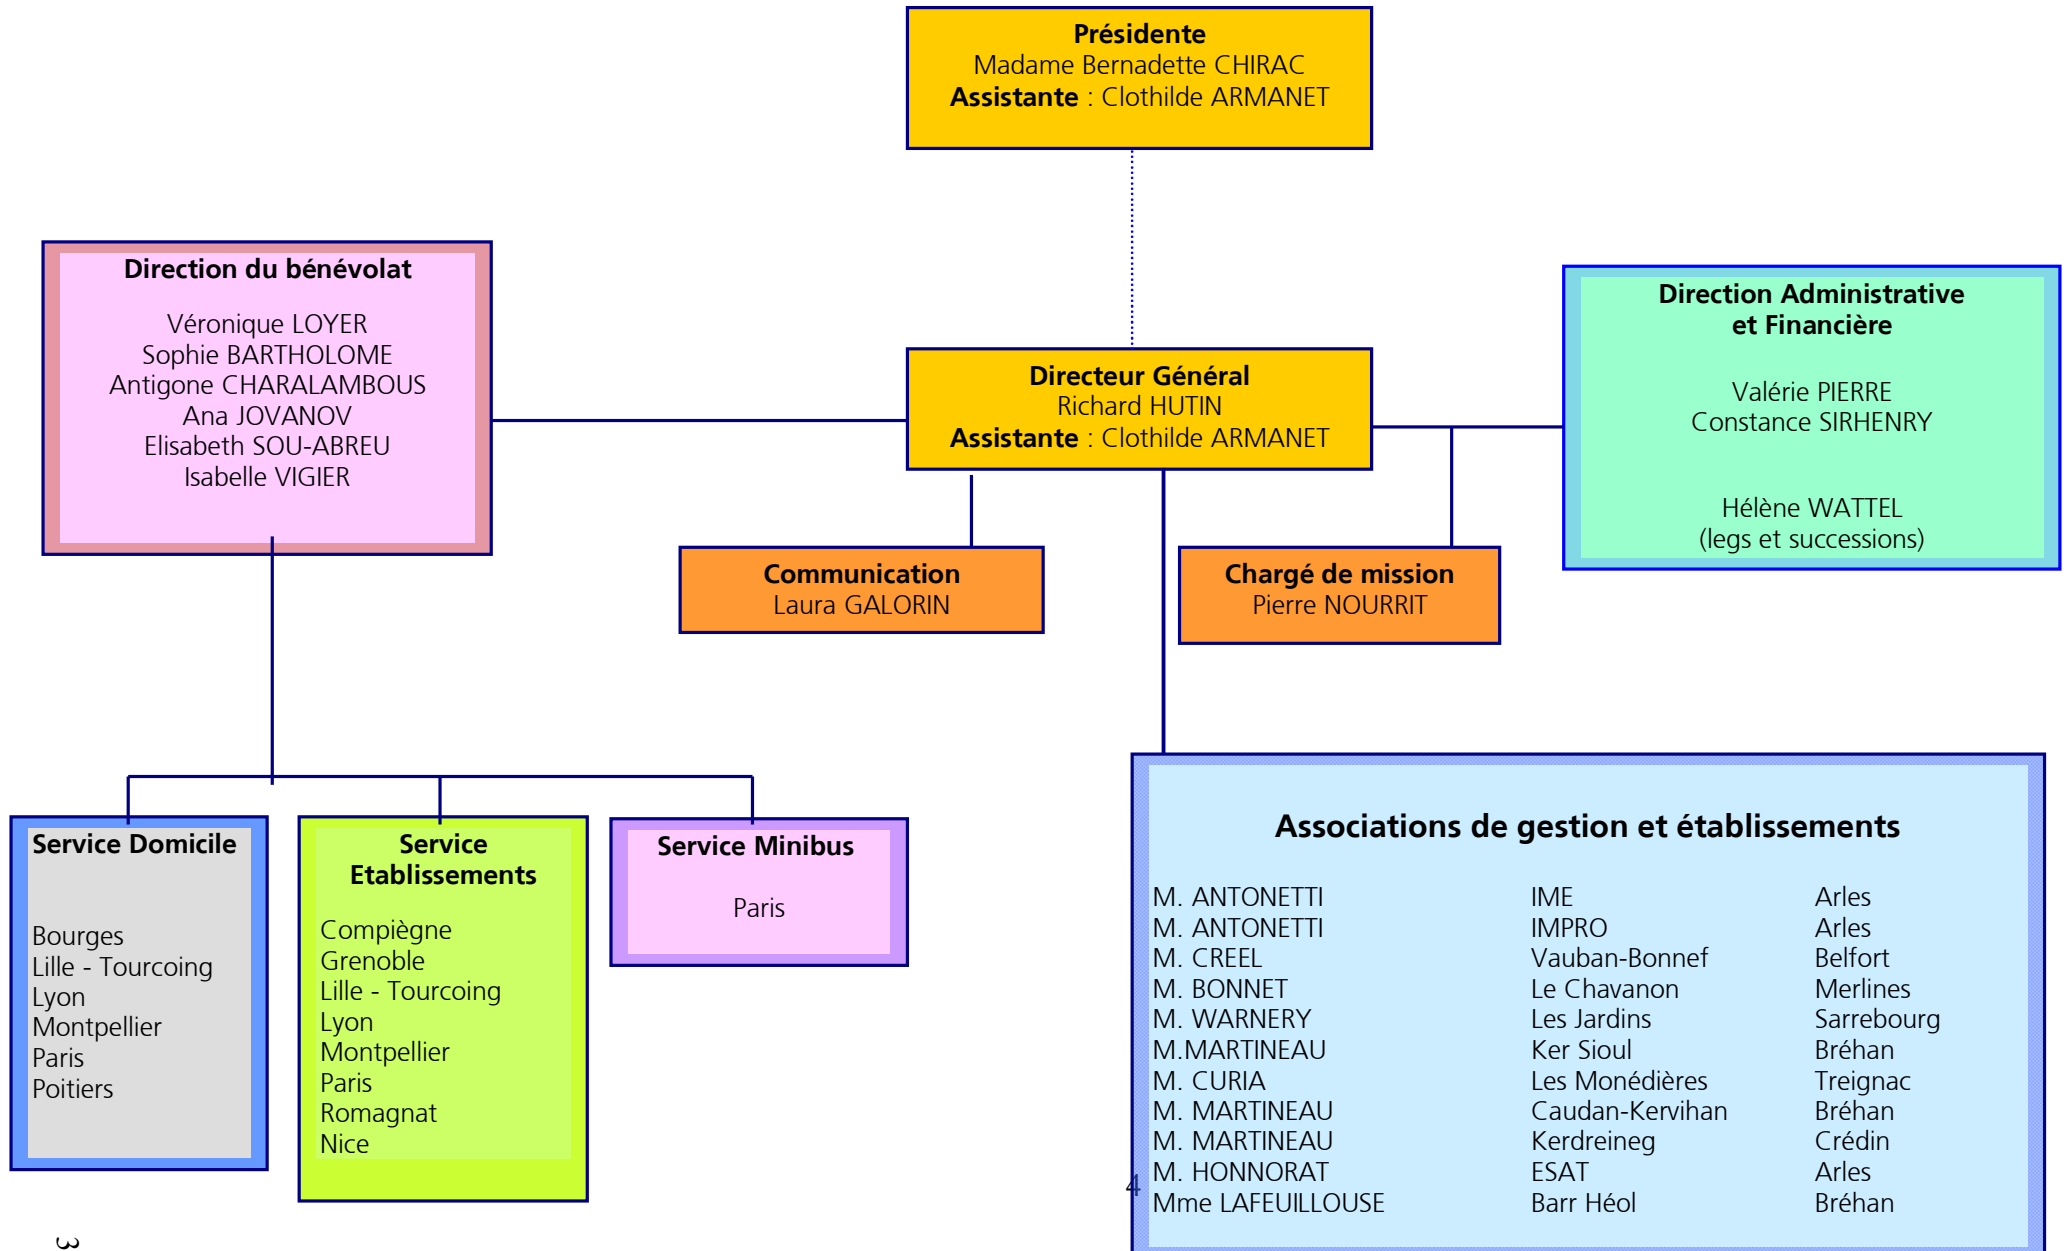 Présidente
Madame Bernadette CHIRAC
Assistante : Clothilde ARMANET
Direction du bénévolat
Véronique LOYER
Sophie BARTHOLOME
Antigone CHARALAMBOUS
Ana JOVANOV
Elisabeth SOU-ABREU
Isabelle VIGIER
Directeur Général
Richard HUTIN
Assistante : Clothilde ARMANET
Direction Administrative
et Financière
Valérie PIERRE
Constance SIRHENRY
Hélène WATTEL
(legs et successions)
Communication
Laura GALORIN
Chargé de mission
Pierre NOURRIT
Service Domicile
Bourges
Lille - Tourcoing
Lyon
Montpellier
Paris
Poitiers
Service
Etablissements
Compiègne
Grenoble
Lille - Tourcoing
Lyon
Montpellier
Paris
Romagnat
Nice
Service Minibus
Paris
Associations de gestion et établissements
M. ANTONETTI IME Arles
M. ANTONETTI IMPRO Arles
M. CREEL Vauban-Bonnef Belfort
M. BONNET Le Chavanon Merlines
M. WARNERY Les Jardins Sarrebourg
M.MARTINEAU Ker Sioul Bréhan
M. CURIA Les Monédières Treignac
M. MARTINEAU Caudan-Kervihan Bréhan
M. MARTINEAU Kerdreineg Crédin
M. HONNORAT ESAT Arles
Mme LAFEUILLOUSE Barr Héol Bréhan
4
3